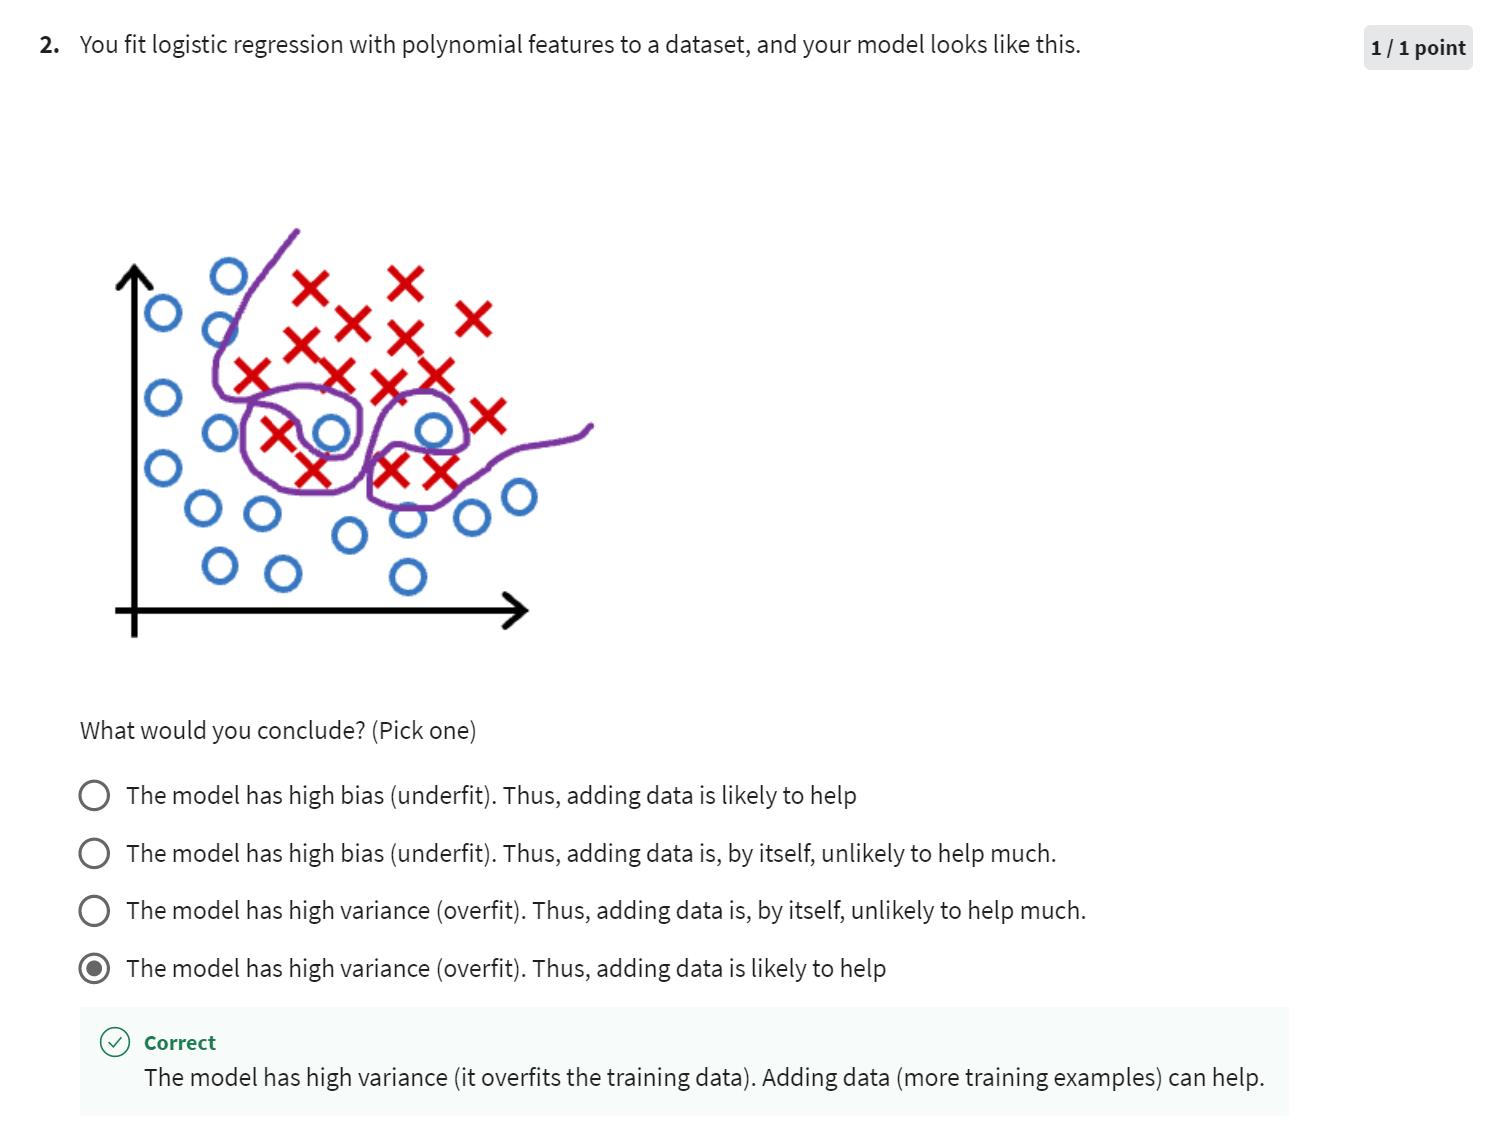 2. You fit logistic regression with polynomial features to a dataset, and your model looks like this.
1 / 1 point
What would you conclude? (Pick one)
The model has high bias (underfit). Thus, adding data is likely to help
The model has high bias (underfit). Thus, adding data is, by itself, unlikely to help much.
The model has high variance (overfit). Thus, adding data is, by itself, unlikely to help much.
The model has high variance (overfit). Thus, adding data is likely to help
Correct
The model has high variance (it overfits the training data). Adding data (more training examples) can help.